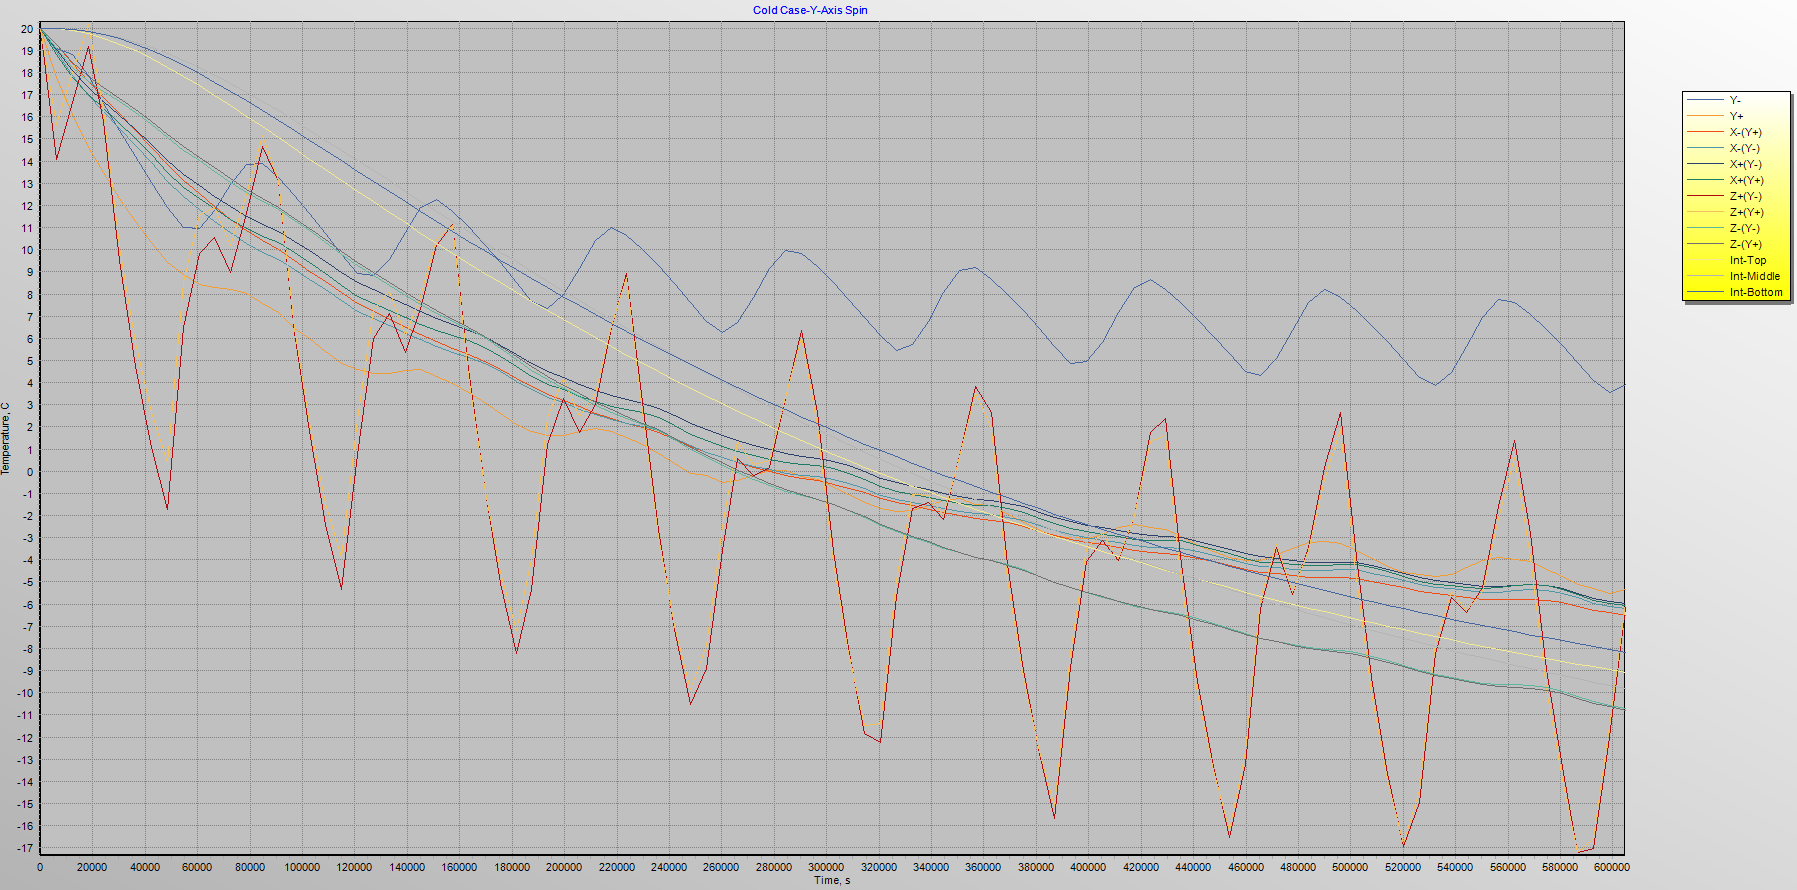 Cold Case-Y-Axis Spin
20
19
18
17
16
15
14
13
12
11
10
9
8
7
6
5
4
3
2
1
0
-1
-2
-3
-4
-5
-6
-7
-8
-9
-10
-11
-12
-13
-14
-15
-16
-17
Temperature, C
0 20000 40000 60000 80000 100000 120000 140000 160000 180000 200000 220000 240000 260000 280000 300000 320000 340000 360000 380000 400000 420000 440000 460000 480000 500000 520000 540000 560000 580000 600000
Time, s
Y-
Y+
X-(Y+)
X-(Y-)
X+(Y-)
X+(Y+)
Z+(Y-)
Z+(Y+)
Z-(Y-)
Z-(Y+)
Int-Top
Int-Middle
Int-Bottom